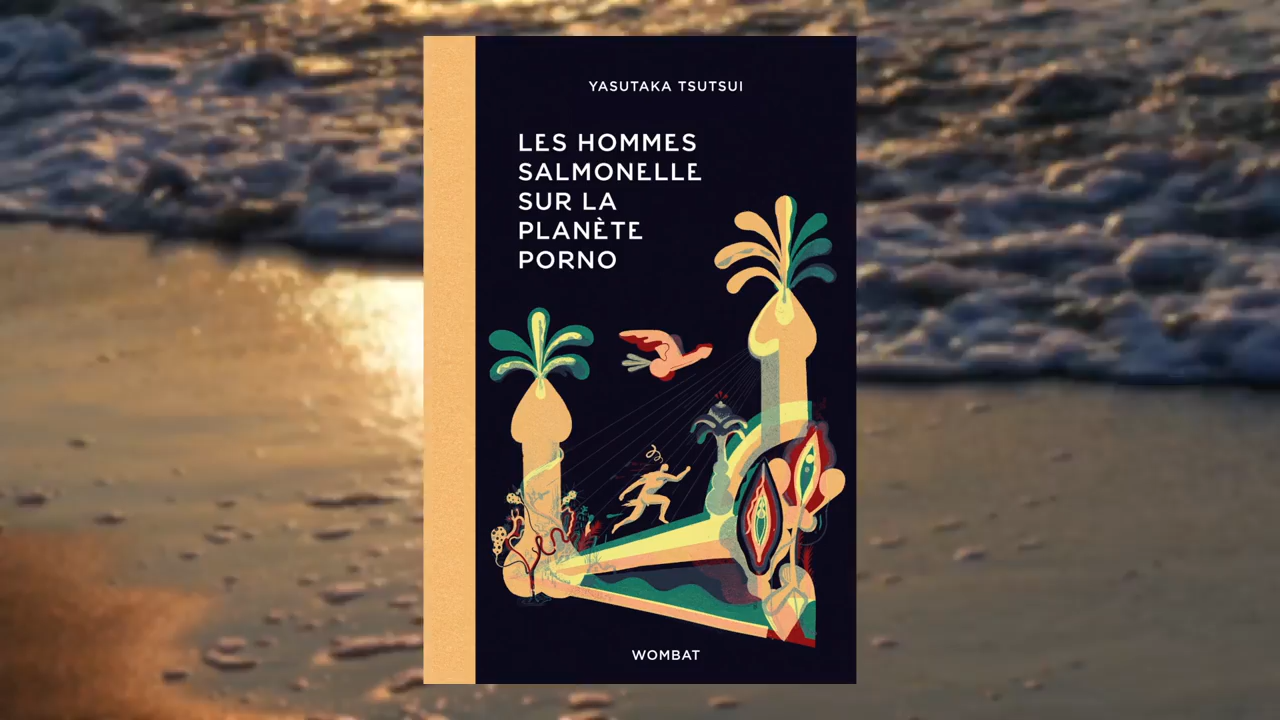 YASUTAKA TSUTSUI
LES HOMMES
SALMONELLE
SUR LA
PLANÈTE
PORNO
WOMBAT